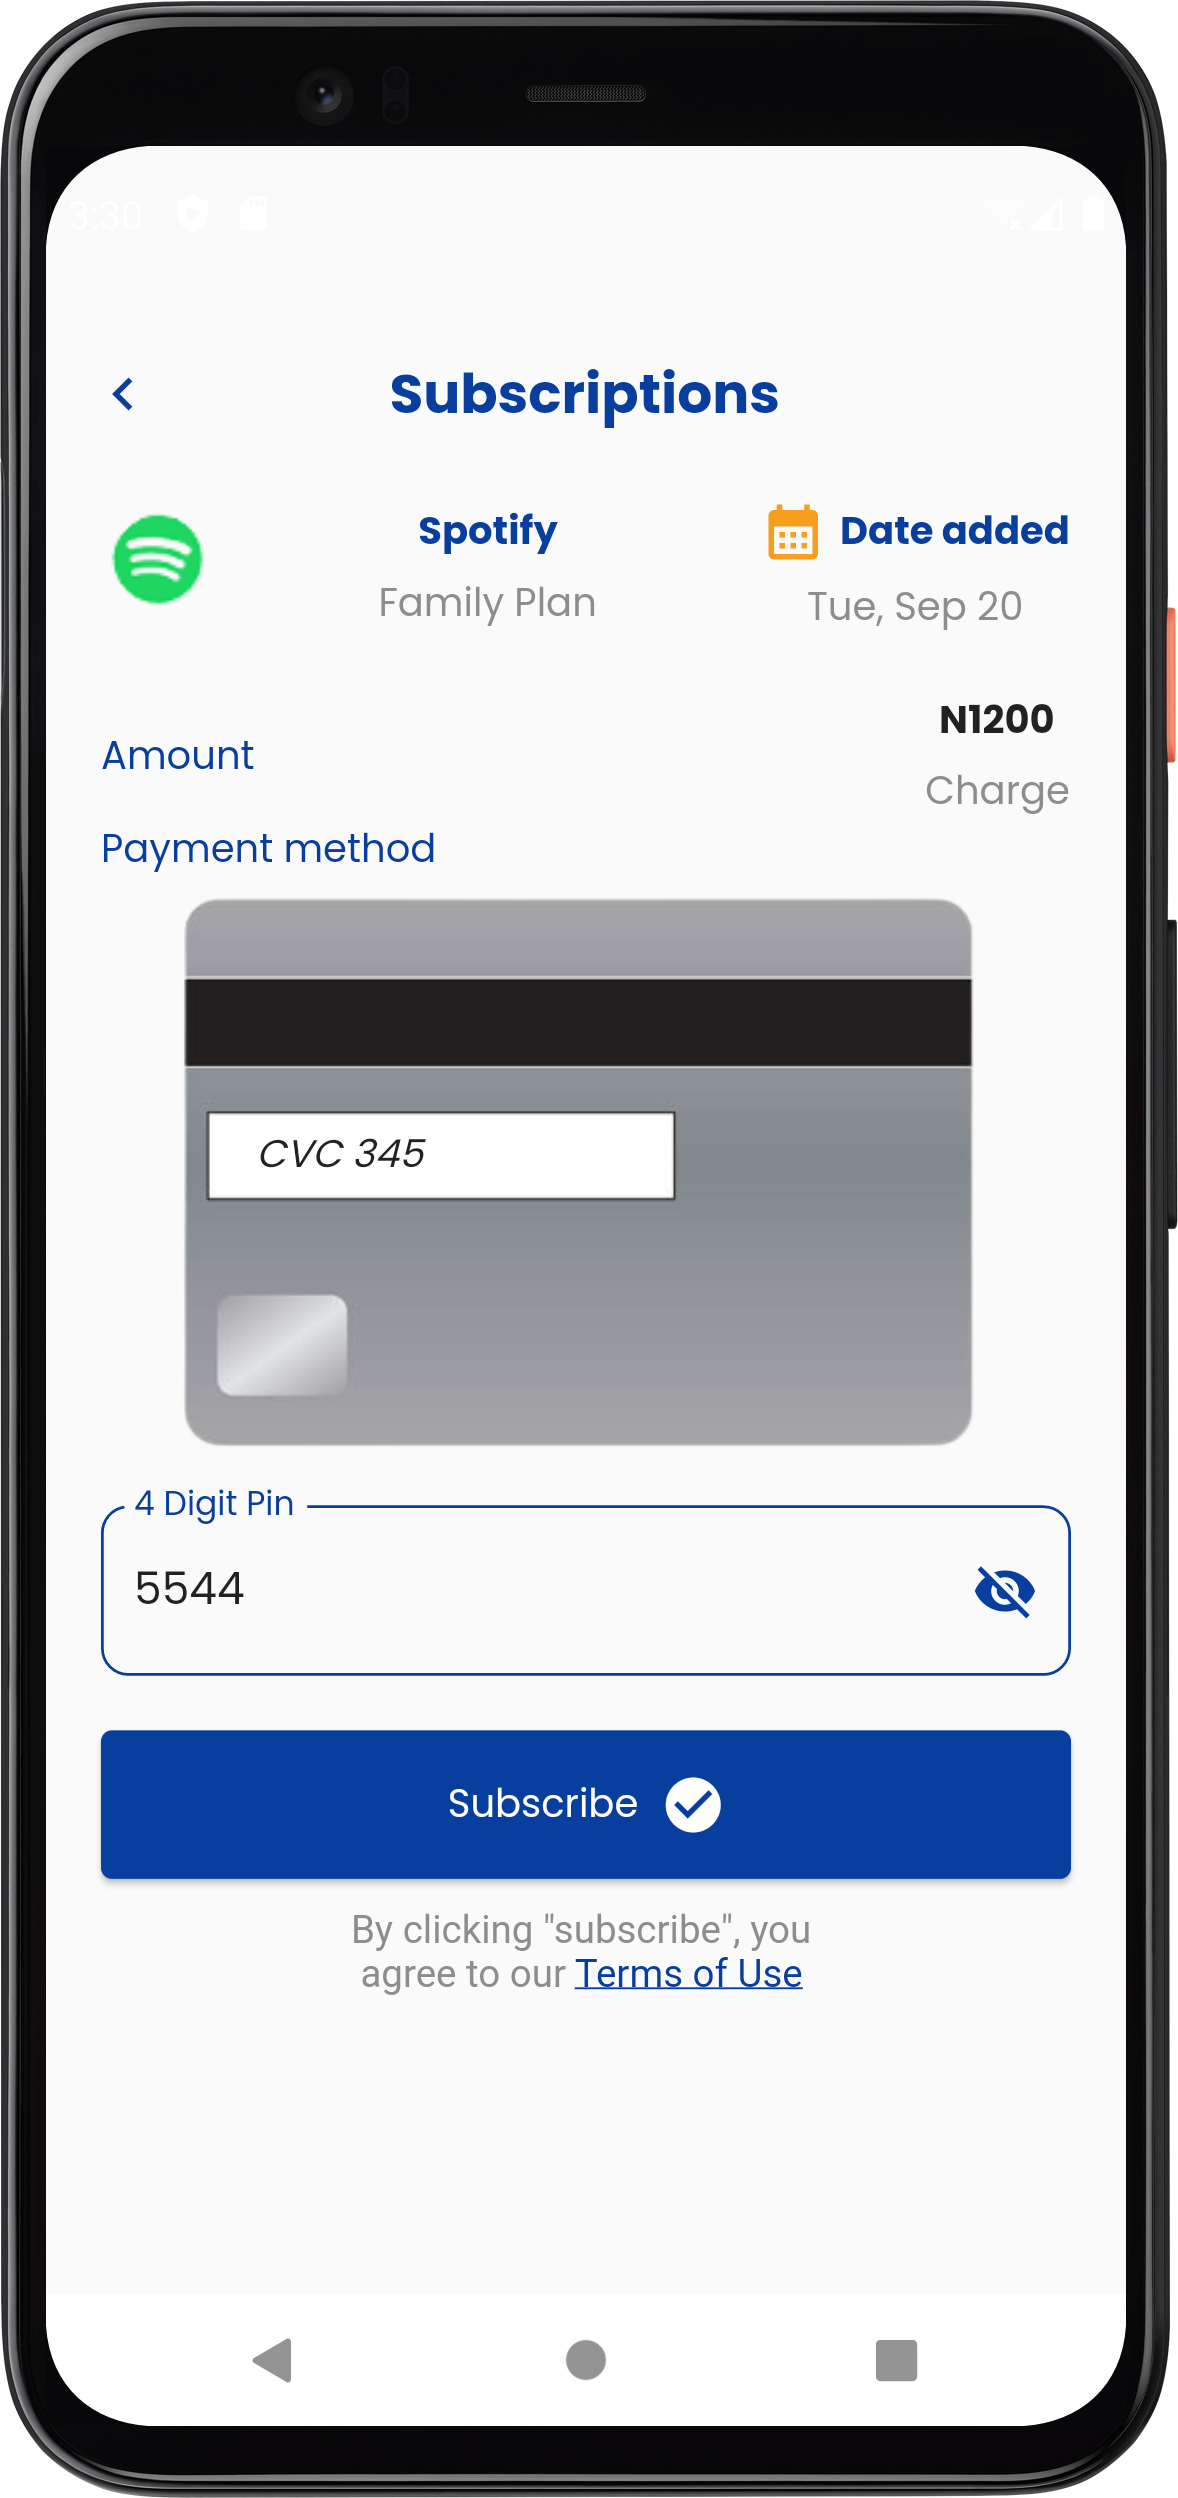 3:30
Subscriptions
Spotify
Date added
Family Plan
Tue, Sep 20
N1200
Amount
Charge
Payment method
CVC 345
4 Digit Pin
5544
Subscribe
By clicking "subscribe", you
agree to our Terms of Use